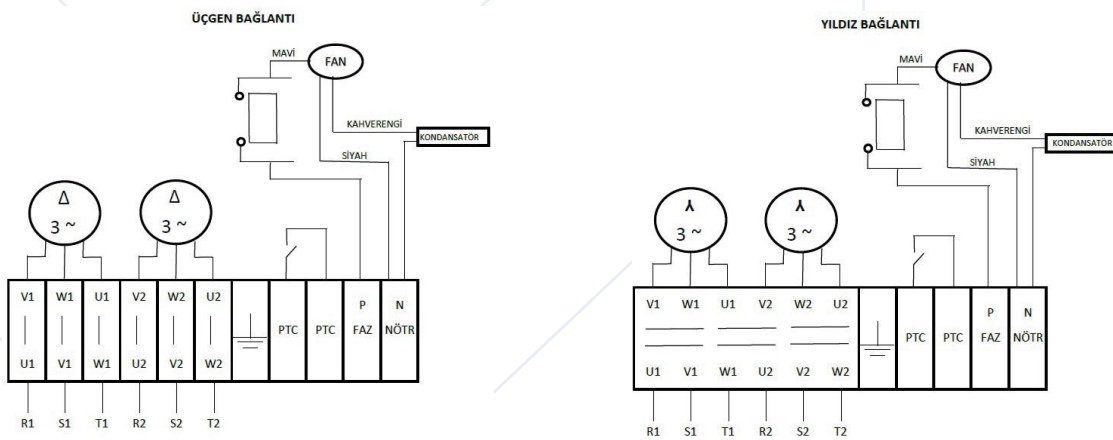 ÜÇGEN BAĞLANTI
MAVİ
FAN
KAHVERENGİ
KONDANSATÖR
SİYAH
Δ
3 ~
Δ
3 ~
V1 W1 U1 V2 W2 U2
PTC PTC
P
FAZ
N
NÖTR
U1 V1 W1 U2 V2 W2
R1 S1 T1 R2 S2 T2
YILDIZ BAĞLANTI
MAVİ
FAN
KAHVERENGİ
KONDANSATÖR
SİYAH
3 ~
3 ~
V1 W1 U1 V2 W2 U2
PTC PTC
P
FAZ
N
NÖTR
U1 V1 W1 U2 V2 W2
R1 S1 T1 R2 S2 T2